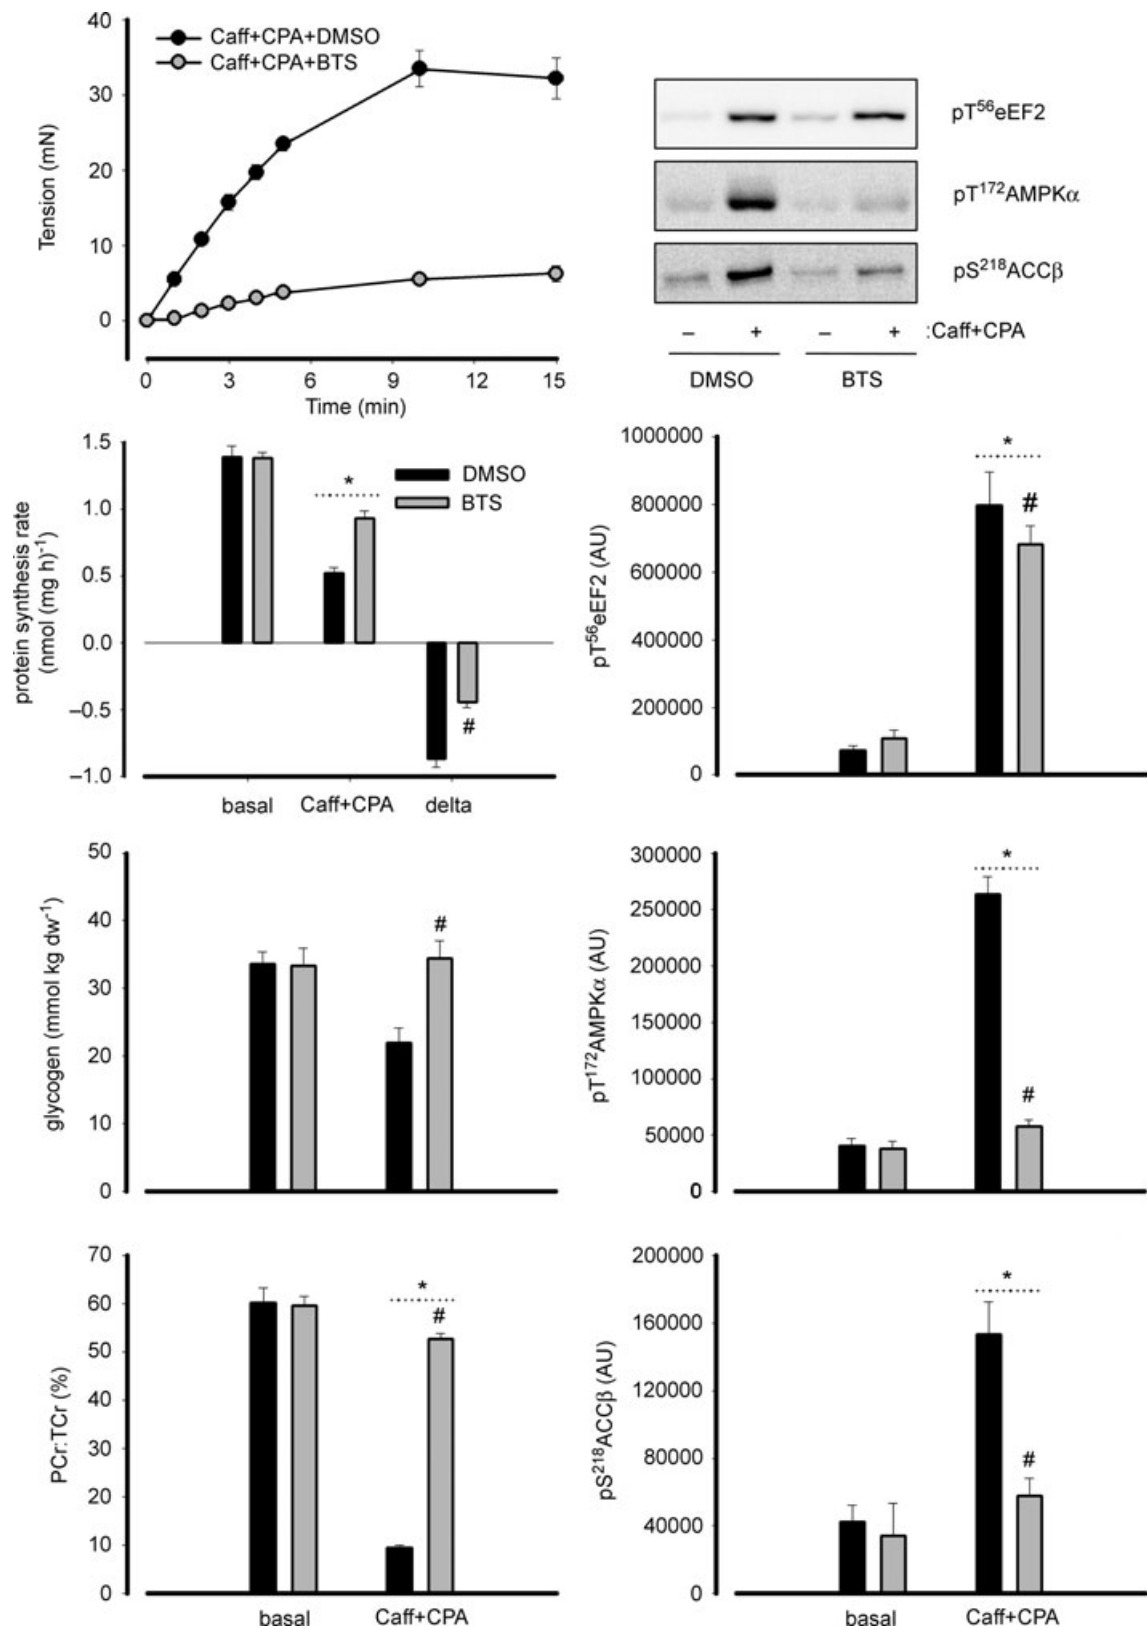 40
30
20
10
0
Tension (mN)
Caff+CPA+DMSO
Caff+CPA+BTS
0 3 6 9 12 15
Time (min)
pT⁵⁶eEF2
pT¹⁷²AMPKα
pS²¹⁸ACCβ
– + – + :Caff+CPA
DMSO BTS
1.5
1.0
0.5
0.0
–0.5
–1.0
protein synthesis rate
(nmol (mg h)⁻¹)
*
DMSO
BTS
#
basal Caff+CPA delta
1000000
800000
600000
400000
200000
0
pT⁵⁶eEF2 (AU)
*
#
50
40
30
20
10
0
glycogen (mmol kg dw⁻¹)
#
300000
250000
200000
150000
100000
50000
0
pT¹⁷²AMPKα (AU)
*
#
70
60
50
40
30
20
10
0
PCr:TCr (%)
*
#
basal Caff+CPA
200000
160000
120000
80000
40000
0
pS²¹⁸ACCβ (AU)
*
#
basal Caff+CPA